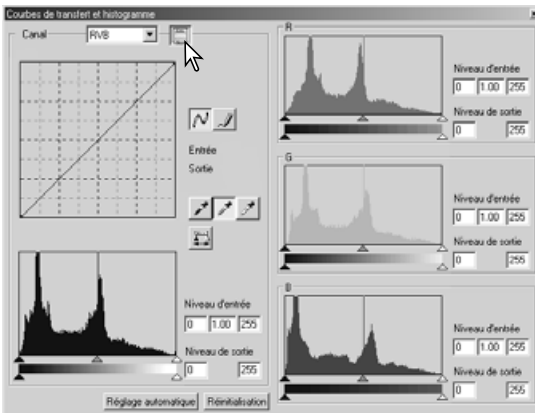 Courbes de transfert et histogramme
Canal
RVB
Entrée
Sortie
Niveau d'entrée
0 1.00 255
Niveau de sortie
0 255
Réglage automatique Réinitialisation
R
Niveau d'entrée
0 1.00 255
Niveau de sortie
0 255
G
Niveau d'entrée
0 1.00 255
Niveau de sortie
0 255
B
Niveau d'entrée
0 1.00 255
Niveau de sortie
0 255